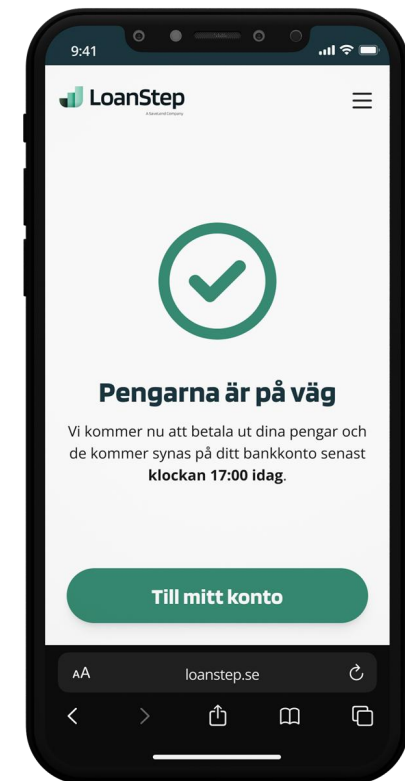 9:41
LoanStep
Pengarna är på väg
Vi kommer nu att betala ut dina pengar och
de kommer synas på ditt bankkonto senast
klockan 17:00 idag.
Till mitt konto
AA
loanstep.se